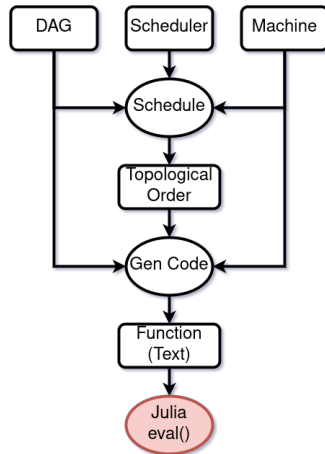 DAG
Scheduler
Machine
Schedule
Topological
Order
Gen Code
Function
(Text)
Julia
eval()